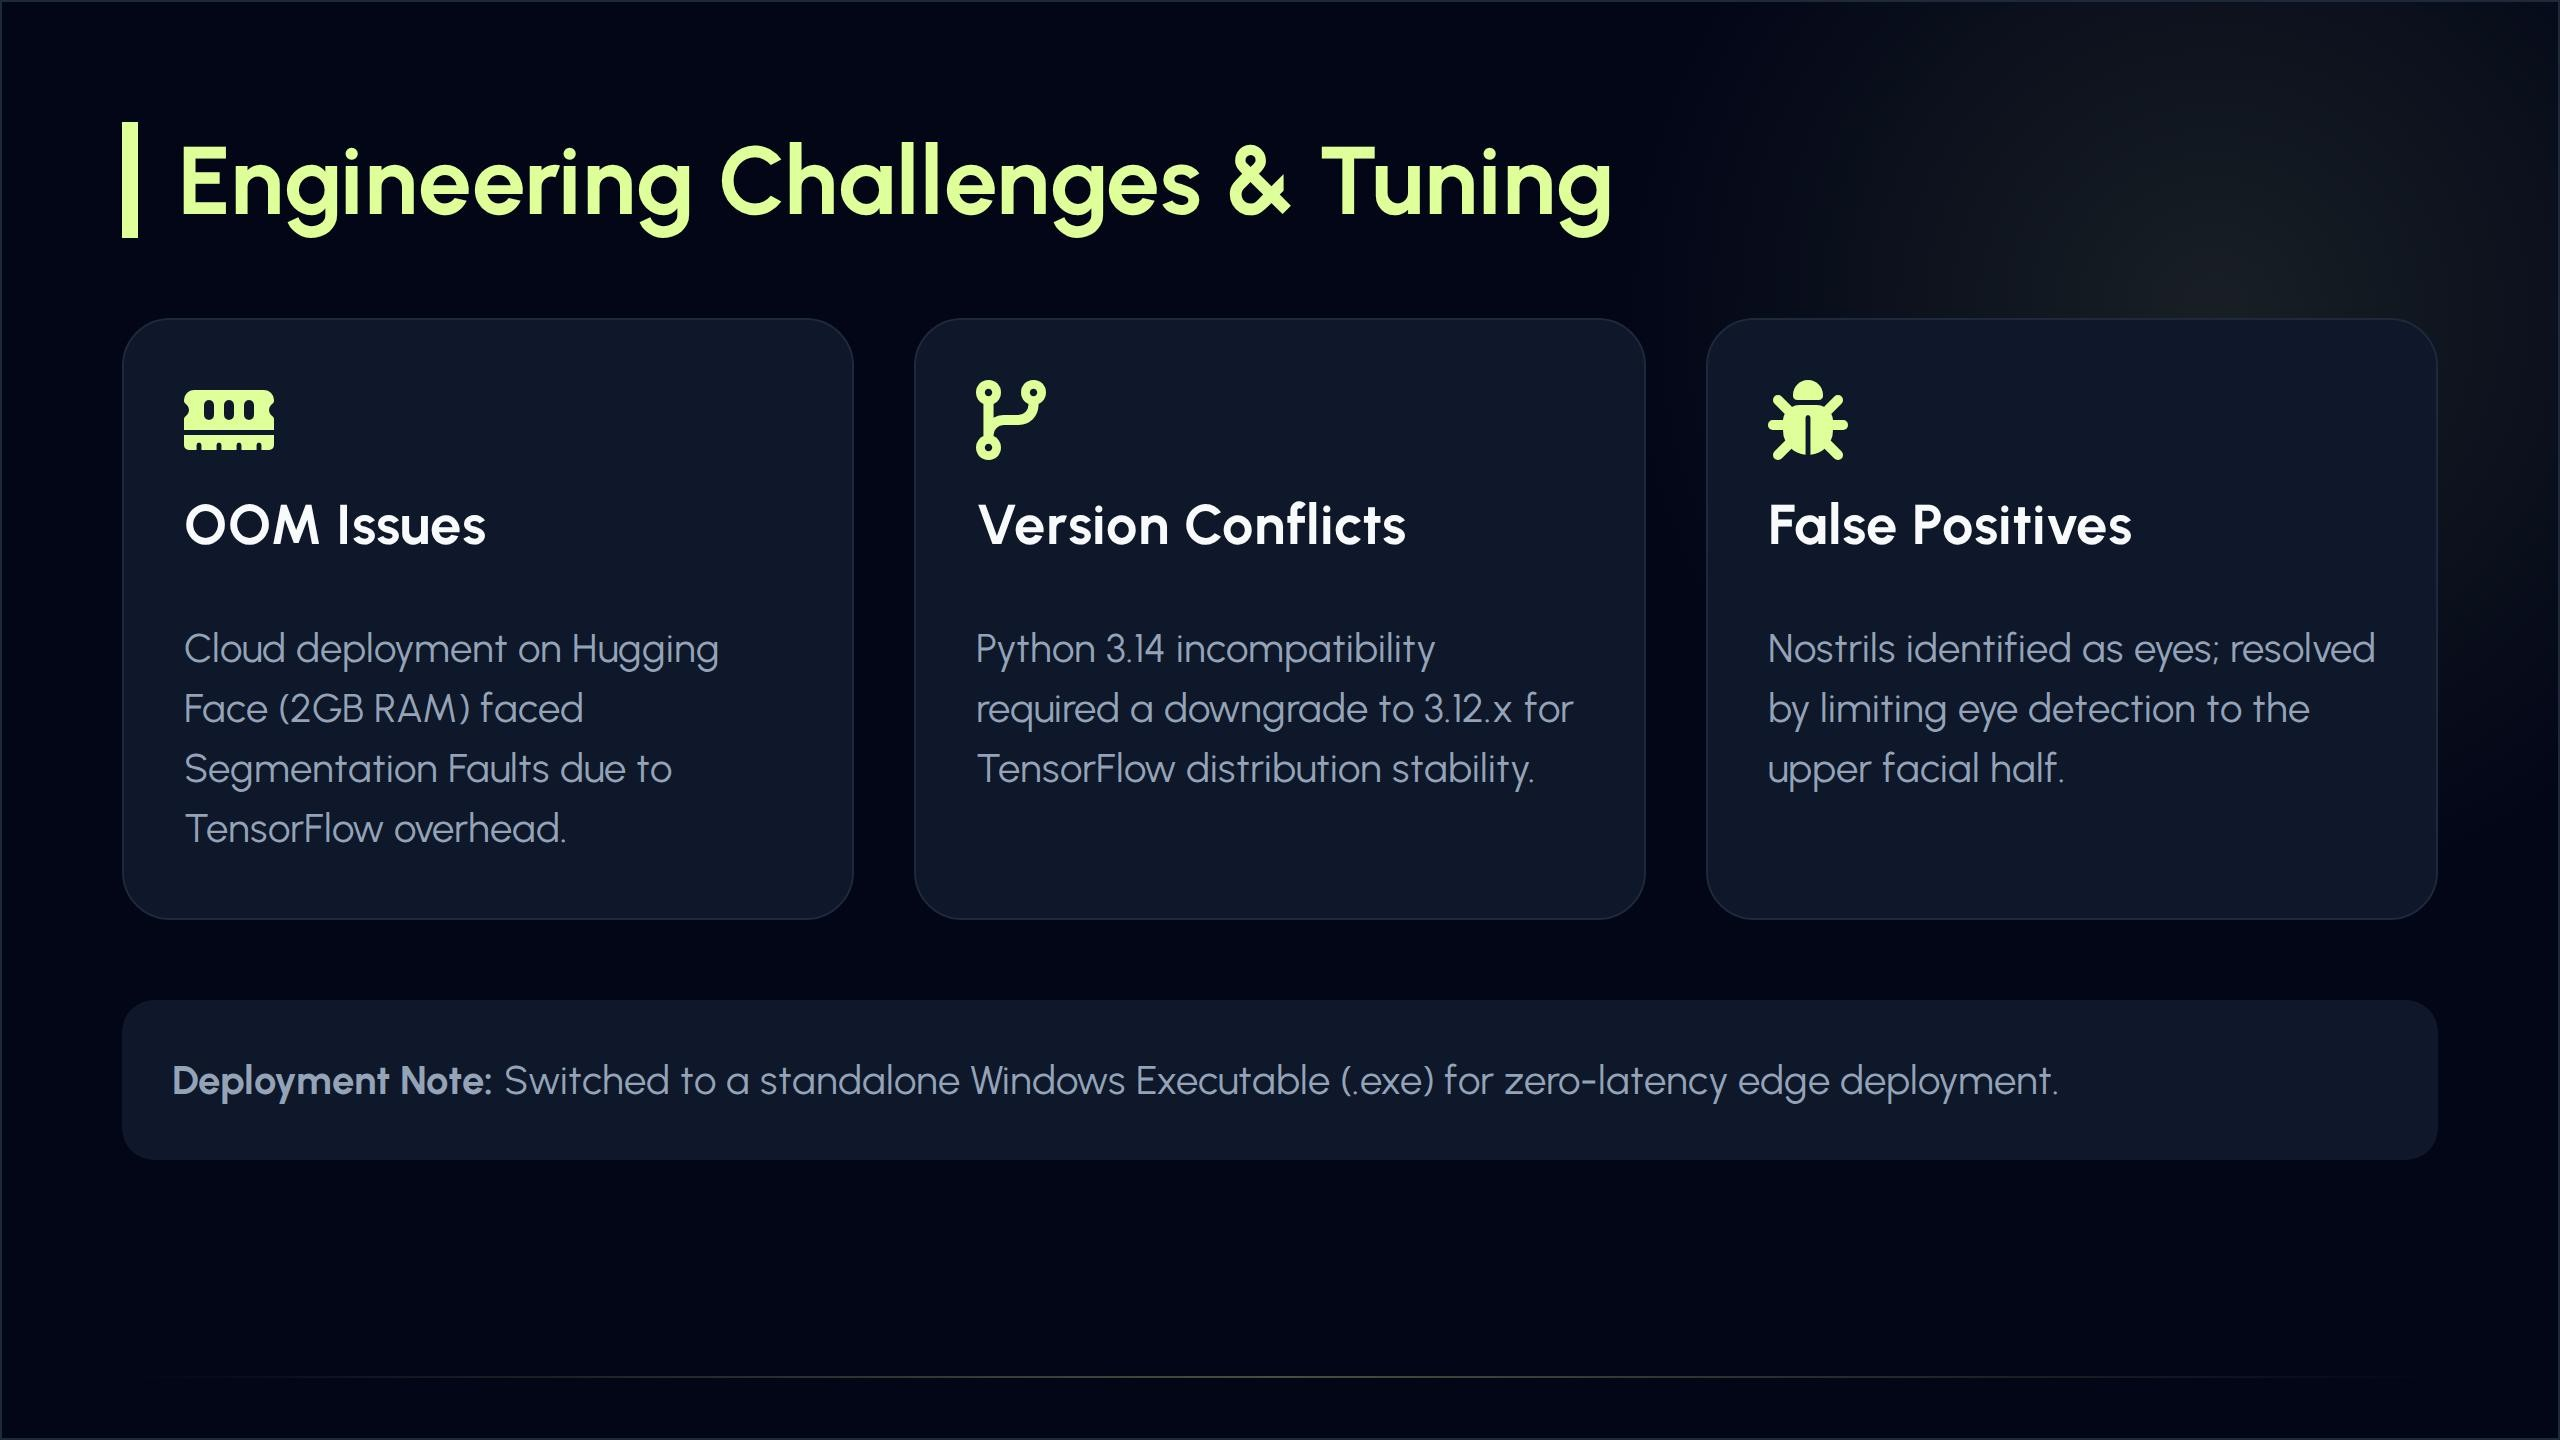 Engineering Challenges & Tuning
OOM Issues
Cloud deployment on Hugging
Face (2GB RAM) faced
Segmentation Faults due to
TensorFlow overhead.
Version Conflicts
Python 3.14 incompatibility
required a downgrade to 3.12.x for
TensorFlow distribution stability.
False Positives
Nostrils identified as eyes; resolved
by limiting eye detection to the
upper facial half.
Deployment Note: Switched to a standalone Windows Executable (.exe) for zero-latency edge deployment.